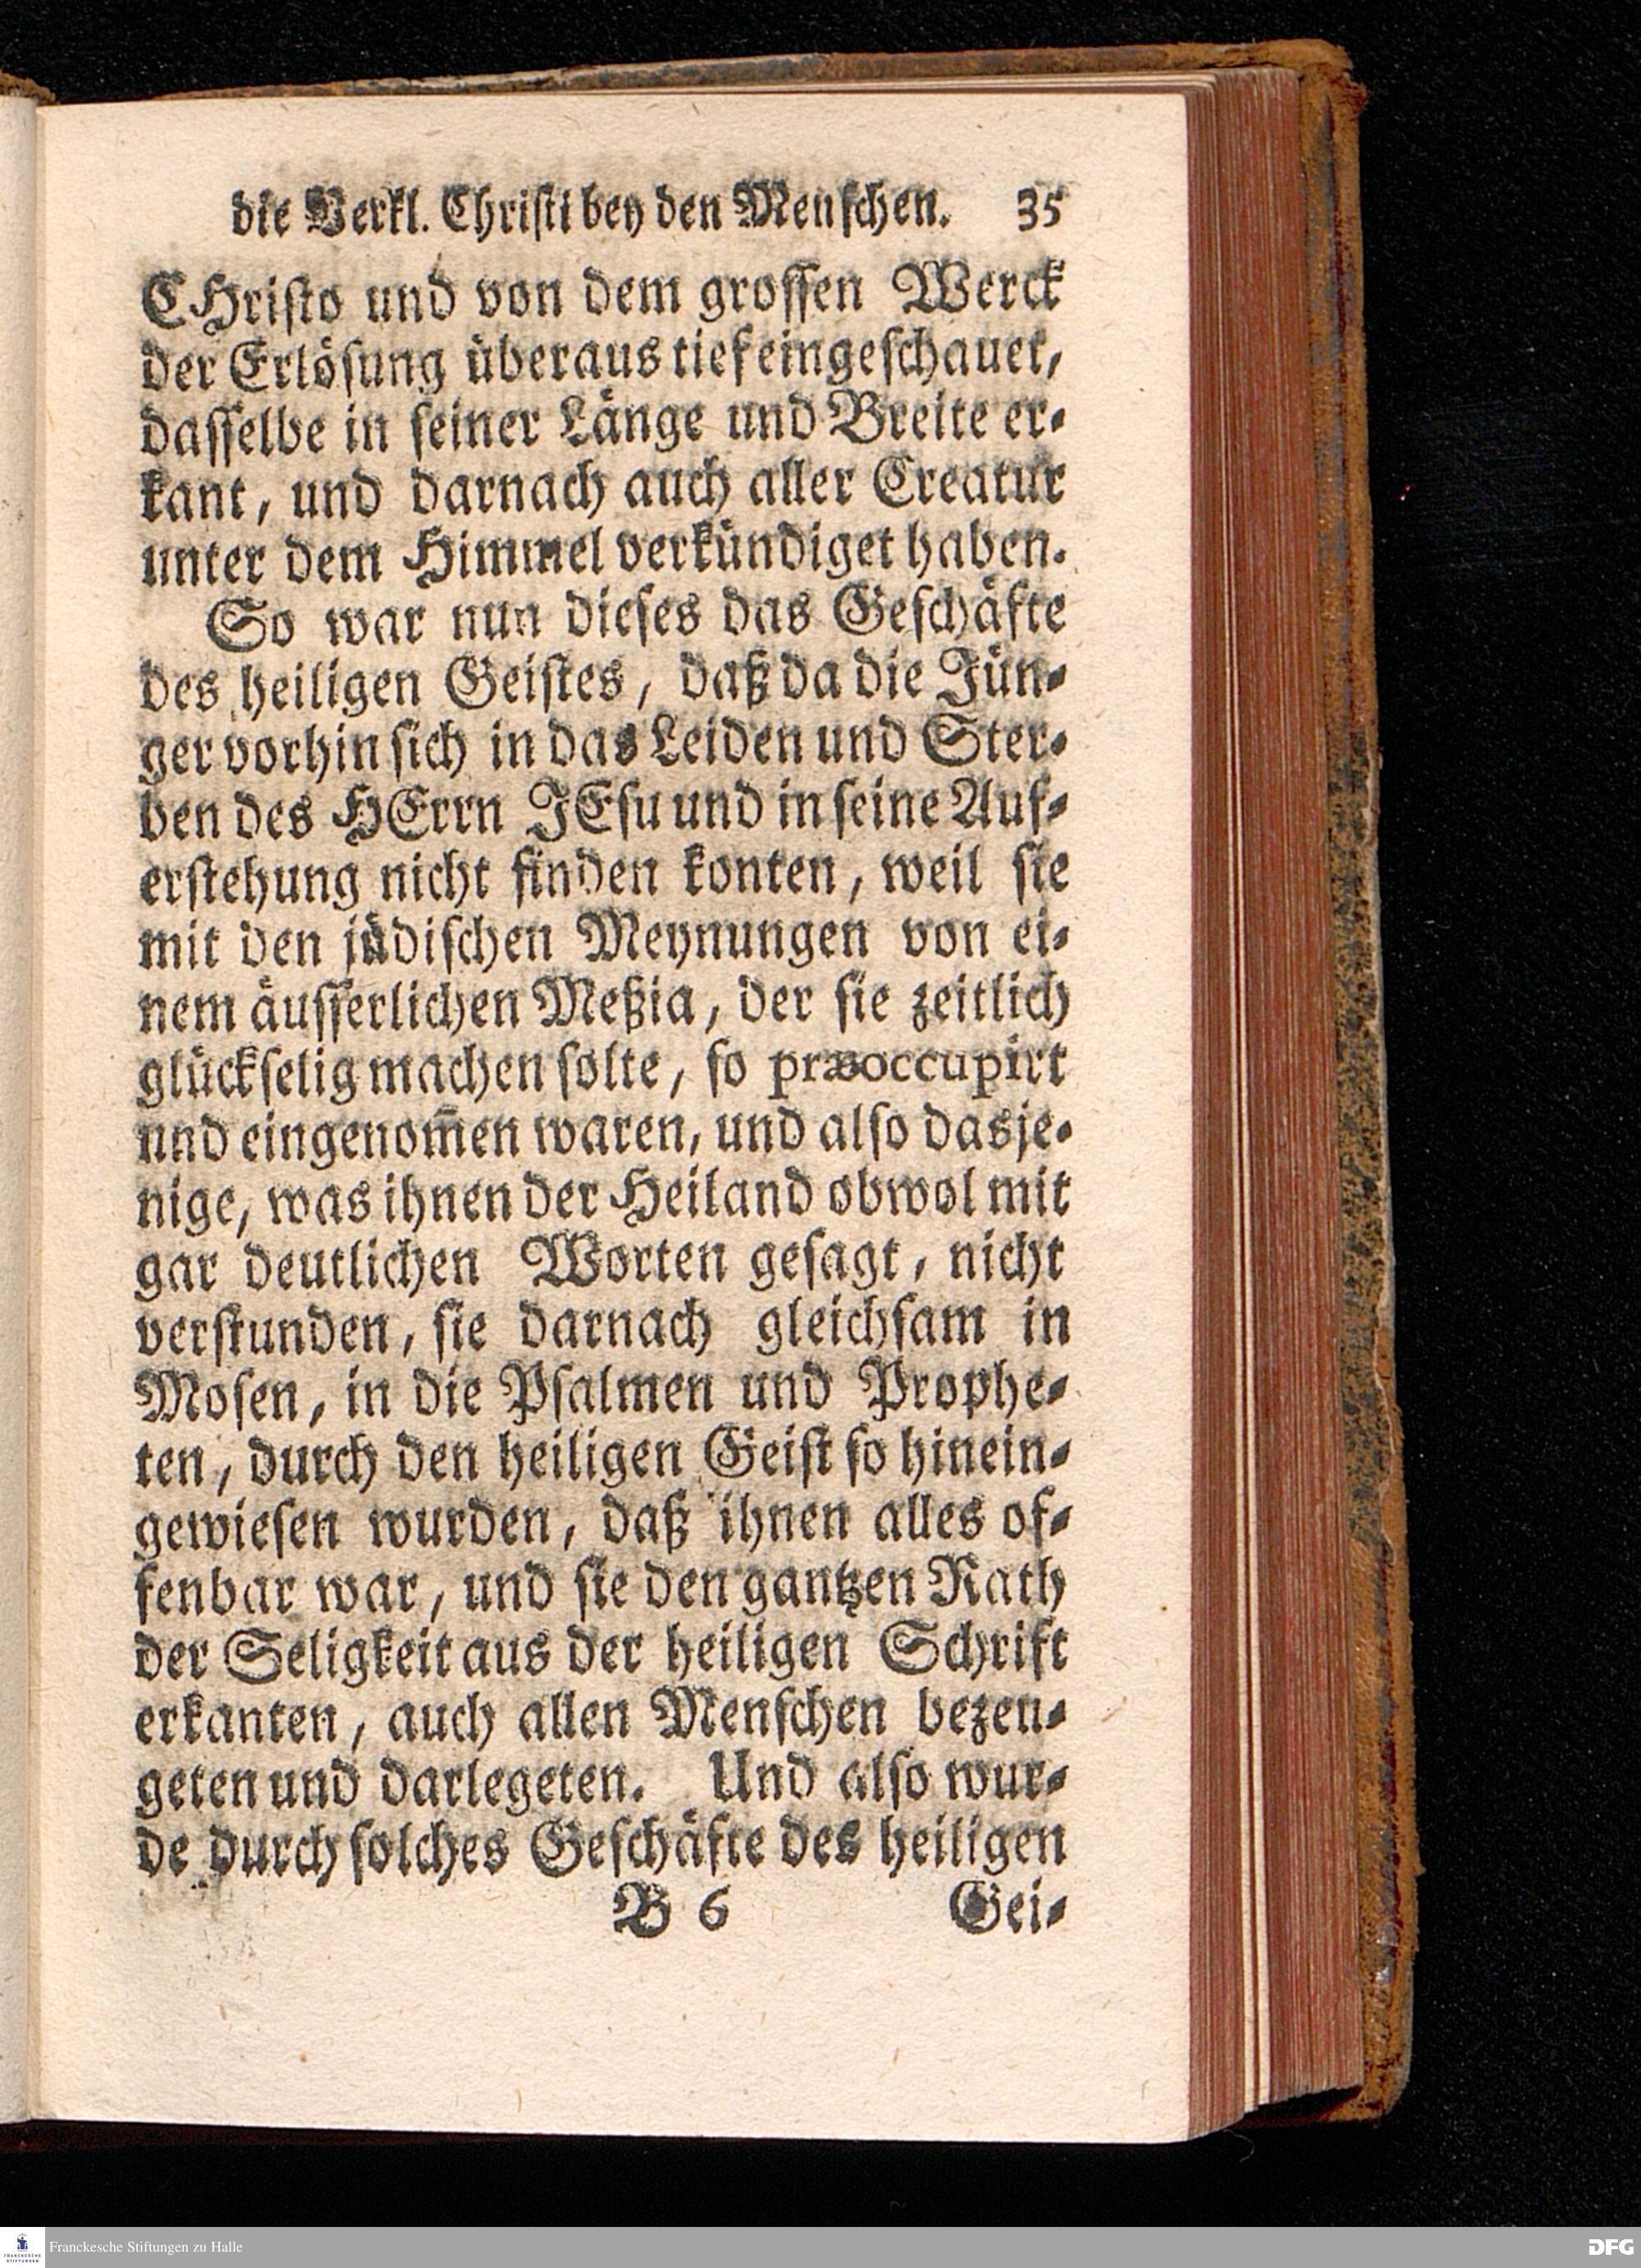 die Verkl. Christi bey den Menschen. 35
CHristo und von dem grossen Werck
der Erlösung überaus tief eingeschauet,
dasselbe in seiner Länge und Breite er-
kant, und darnach auch aller Creatur
unter dem Himmel verkündiget haben.
So war nun dieses das Geschäfte
des heiligen Geistes, daß da die Jün-
ger vorhin sich in das Leiden und Ster-
ben des HErrn JEsu und in seine Auf-
erstehung nicht finden konten, weil sie
mit den jüdischen Meynungen von ei-
nem äusserlichen Meßia, der sie zeitlich
glückselig machen solte, so præoccupirt
und eingenom̄en waren, und also dasje-
nige, was ihnen der Heiland obwol mit
gar deutlichen Worten gesagt, nicht
verstunden, sie darnach gleichsam in
Mosen, in die Psalmen und Prophe-
ten, durch den heiligen Geist so hinein-
gewiesen wurden, daß ihnen alles of-
fenbar war, und sie den gantzen Rath
der Seligkeit aus der heiligen Schrift
erkanten, auch allen Menschen bezeu-
geten und darlegeten. Und also wur-
de durch solches Geschäfte des heiligen
B 6 Gei-
FRANCKESCHE STIFTUNGEN
Franckesche Stiftungen zu Halle
DFG